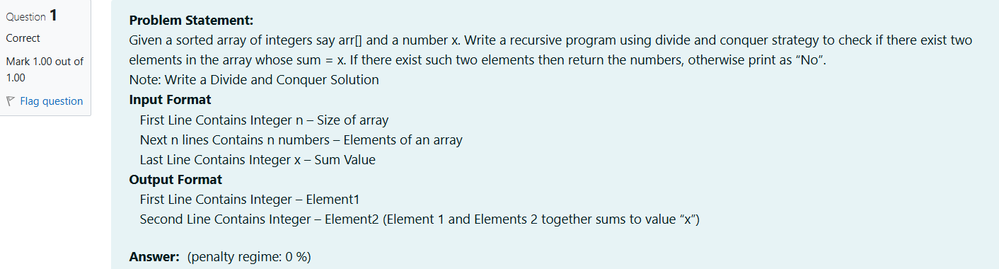 Question 1
Correct
Mark 1.00 out of
1.00
Flag question
Problem Statement:
Given a sorted array of integers say arr[] and a number x. Write a recursive program using divide and conquer strategy to check if there exist two
elements in the array whose sum = x. If there exist such two elements then return the numbers, otherwise print as “No”.
Note: Write a Divide and Conquer Solution
Input Format
First Line Contains Integer n – Size of array
Next n lines Contains n numbers – Elements of an array
Last Line Contains Integer x – Sum Value
Output Format
First Line Contains Integer – Element1
Second Line Contains Integer – Element2 (Element 1 and Elements 2 together sums to value “x”)
Answer: (penalty regime: 0 %)